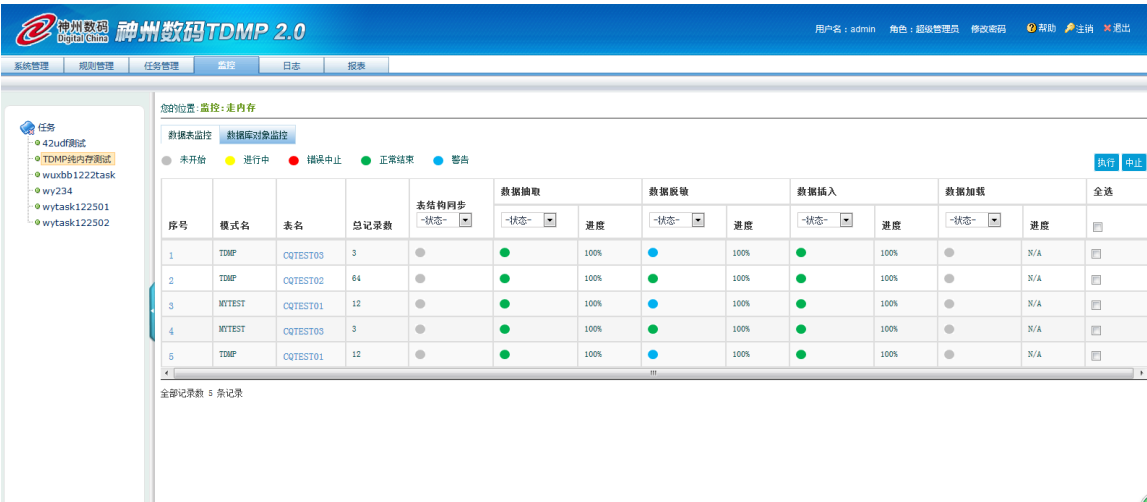 神州数码 Digital China 神州数码TDMP 2.0 用户名：admin 角色：超级管理员 修改密码 帮助 注销 退出
系统管理 规则管理 任务管理 监控 日志 报表
您的位置:监控:走内存
任务
42udf测试
TDMP纯内存测试
wuxbb1222task
wy234
wytask122501
wytask122502
数据表监控 数据库对象监控
未开始 进行中 错误中止 正常结束 警告 执行 中止
序号 模式名 表名 总记录数 表结构同步 数据抽取 数据脱敏 数据插入 数据加载 全选
-状态- -状态- 进度 -状态- 进度 -状态- 进度 -状态- 进度
1 TDMP CQTEST03 3 100% 100% 100% N/A
2 TDMP CQTEST02 64 100% 100% 100% N/A
3 MYTEST CQTEST01 12 100% 100% 100% N/A
4 MYTEST CQTEST03 3 100% 100% 100% N/A
5 TDMP CQTEST01 12 100% 100% 100% N/A
全部记录数 5 条记录